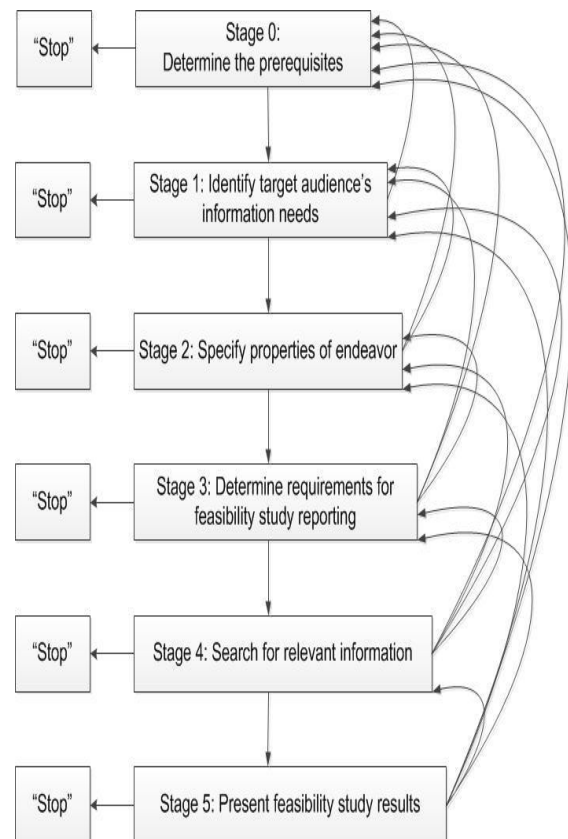 “Stop”
Stage 0:
Determine the prerequisites
“Stop”
Stage 1: Identify target audience’s
information needs
“Stop”
Stage 2: Specify properties of endeavor
“Stop”
Stage 3: Determine requirements for
feasibility study reporting
“Stop”
Stage 4: Search for relevant information
“Stop”
Stage 5: Present feasibility study results